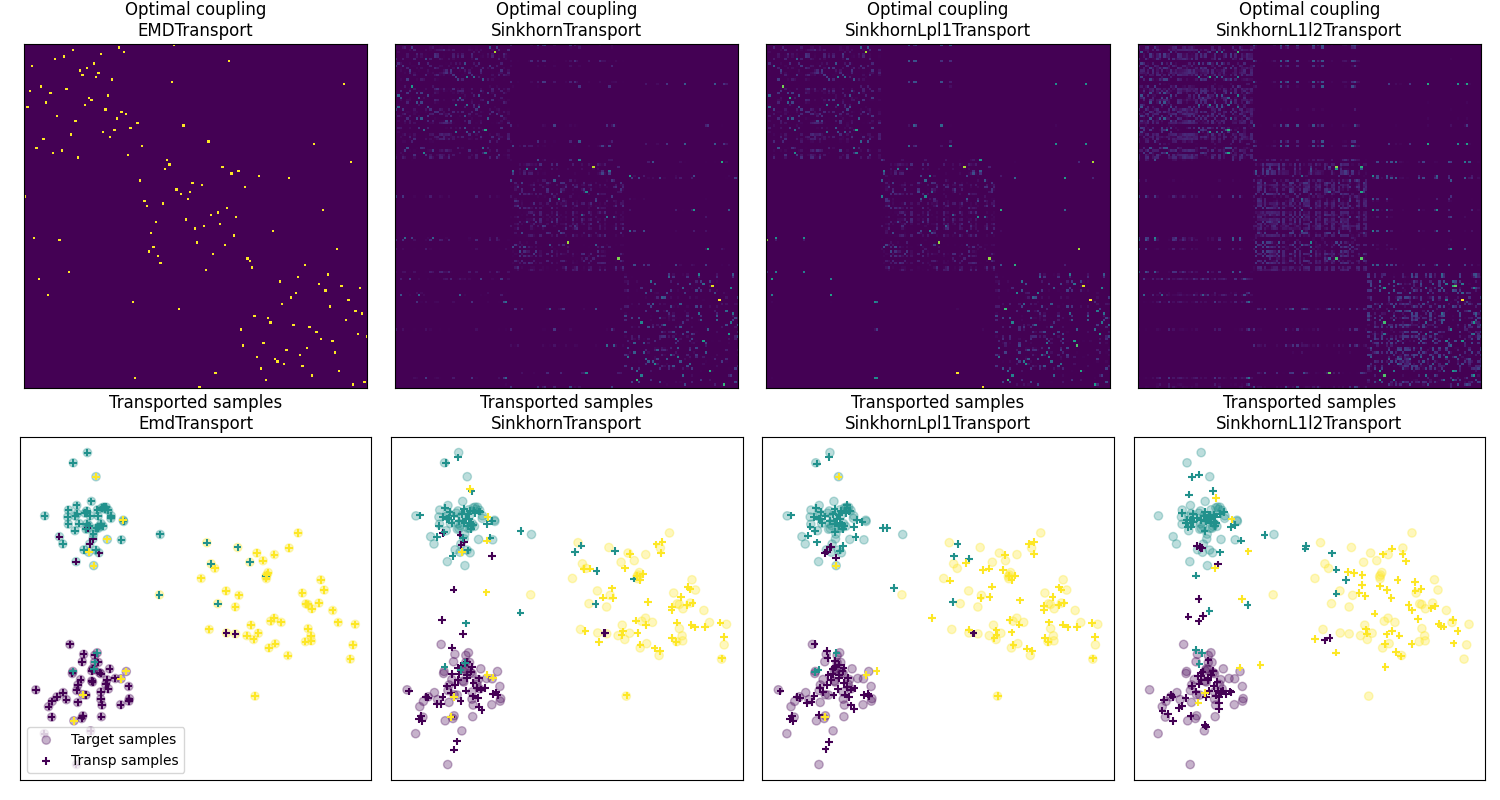 Optimal coupling
EMDTransport
Optimal coupling
SinkhornTransport
Optimal coupling
SinkhornLpl1Transport
Optimal coupling
SinkhornL1l2Transport
Transported samples
EmdTransport
Transported samples
SinkhornTransport
Transported samples
SinkhornLpl1Transport
Transported samples
SinkhornL1l2Transport
Target samples
Transp samples